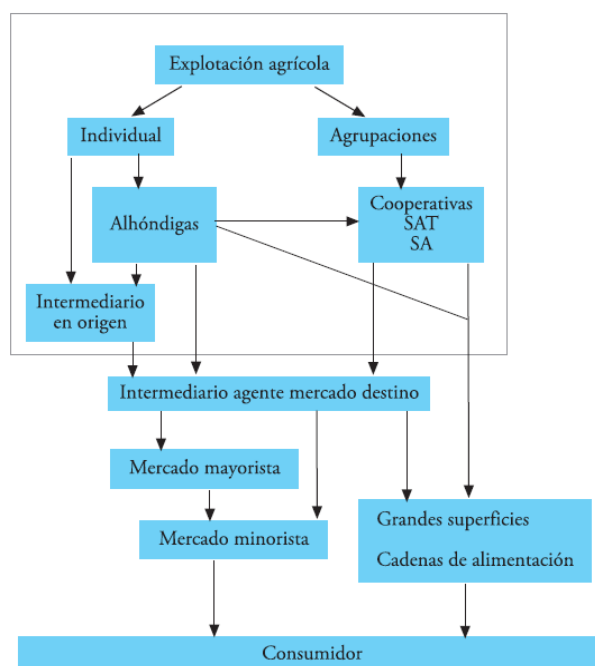 Explotación agrícola
Individual
Agrupaciones
Alhóndigas
Cooperativas
SAT
SA
Intermediario
en origen
Intermediario agente mercado destino
Mercado mayorista
Mercado minorista
Grandes superficies
Cadenas de alimentación
Consumidor